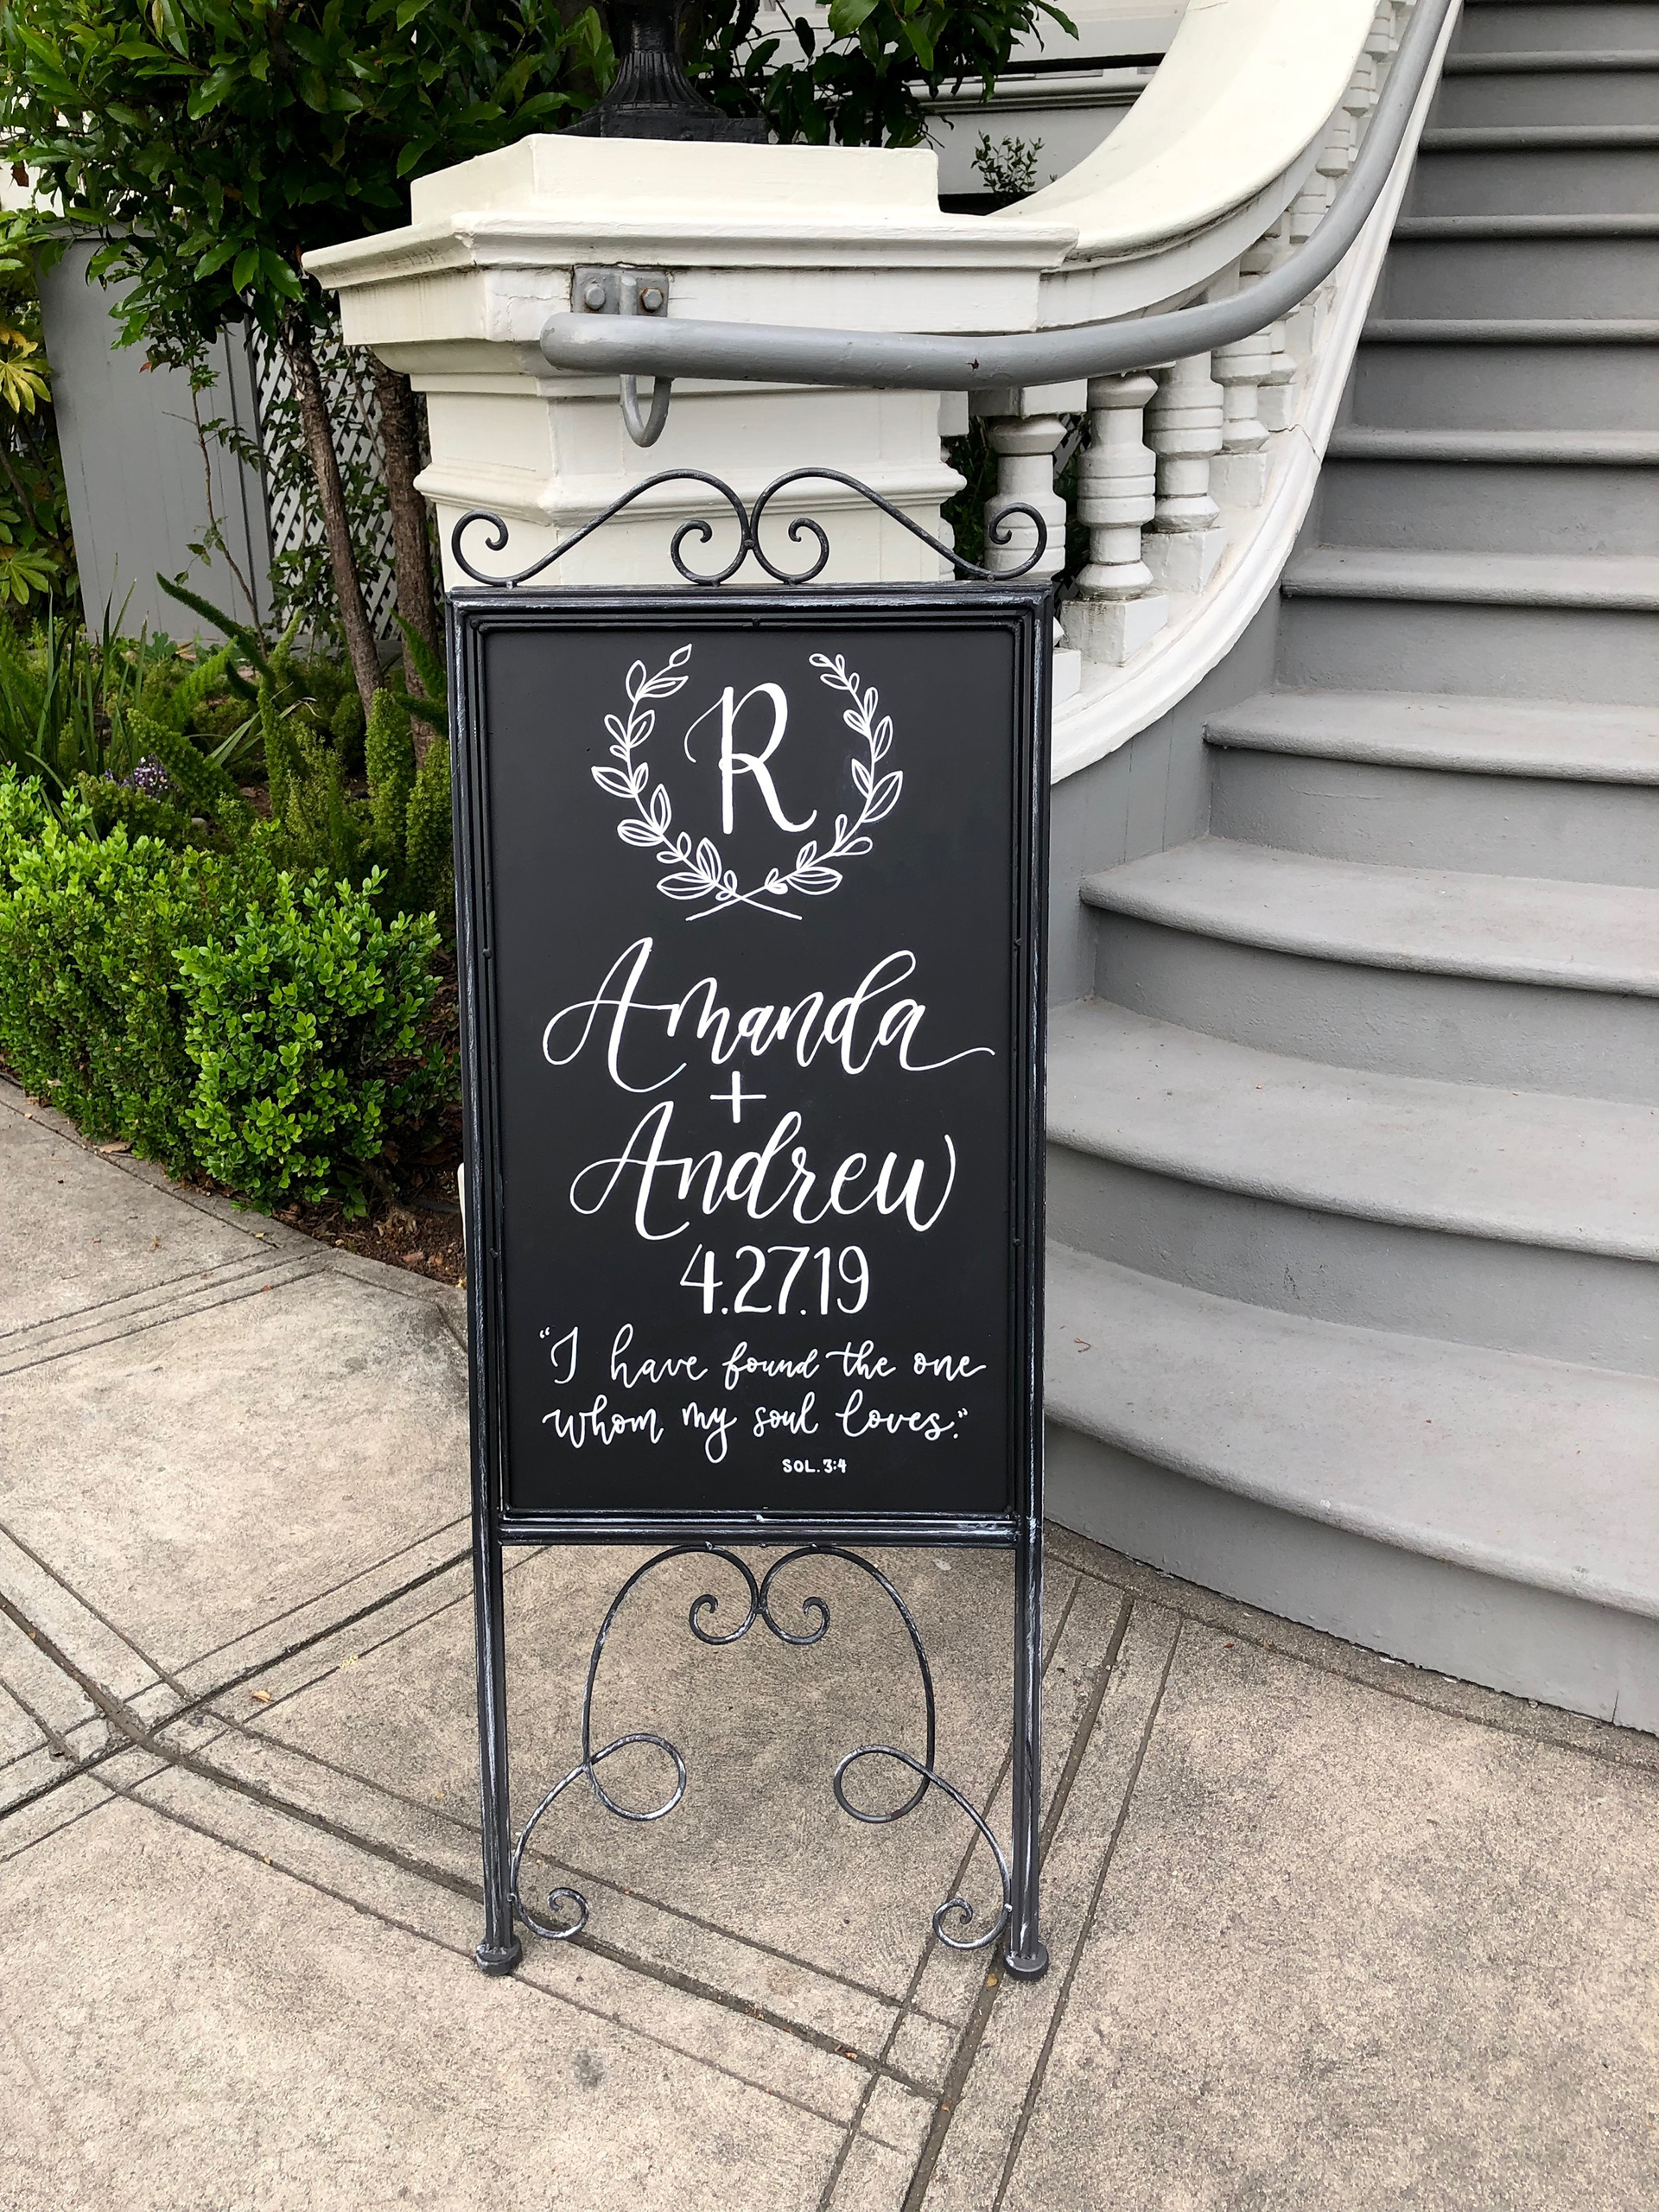 R
Amanda
+
Andrew
4.27.19
“I have found the one
whom my soul loves.”
SOL. 3:4